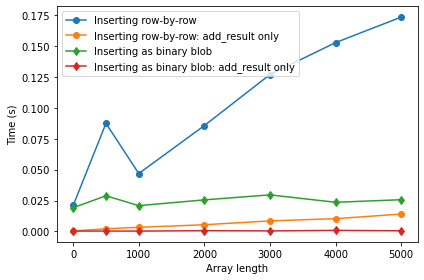 Inserting row-by-row
Inserting row-by-row: add_result only
Inserting as binary blob
Inserting as binary blob: add_result only
0.175
0.150
0.125
0.100
0.075
0.050
0.025
0.000
Time (s)
0 1000 2000 3000 4000 5000
Array length